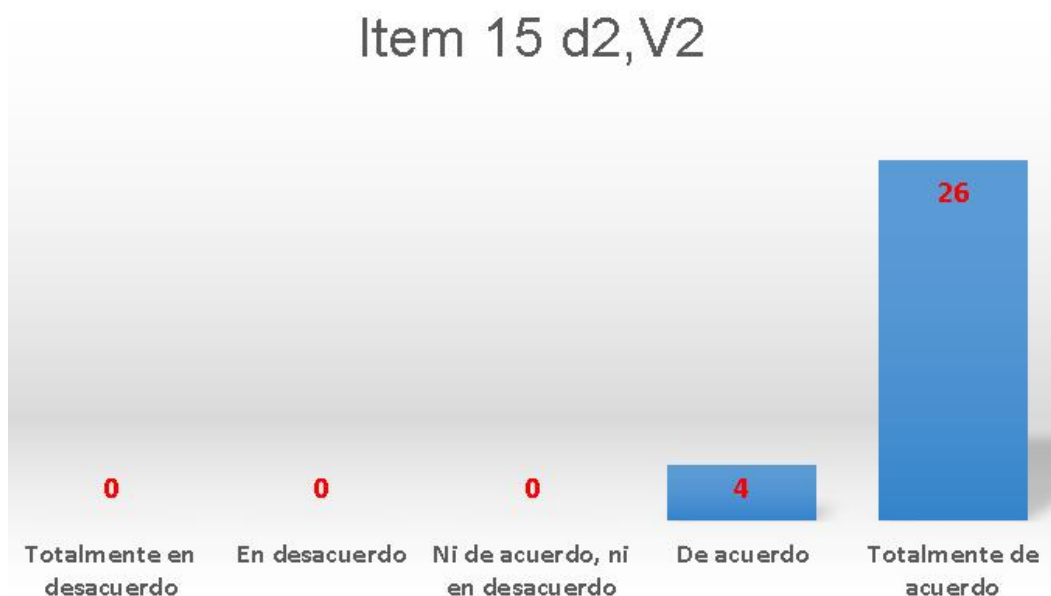 Item 15 d2,V2
26
0
0
0
4
Totalmente en
desacuerdo
En desacuerdo
Ni de acuerdo, ni
en desacuerdo
De acuerdo
Totalmente de
acuerdo